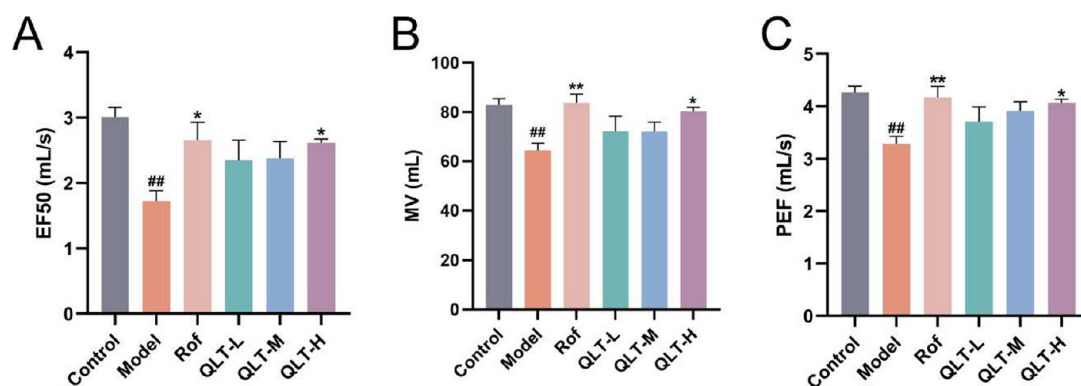 A
EF50 (mL/s)
4
3
2
1
0
##
*
*
Control
Model
Rof
QLT-L
QLT-M
QLT-H
B
MV (mL)
100
80
60
40
20
0
##
**
*
Control
Model
Rof
QLT-L
QLT-M
QLT-H
C
PEF (mL/s)
5
4
3
2
1
0
##
**
*
Control
Model
Rof
QLT-L
QLT-M
QLT-H